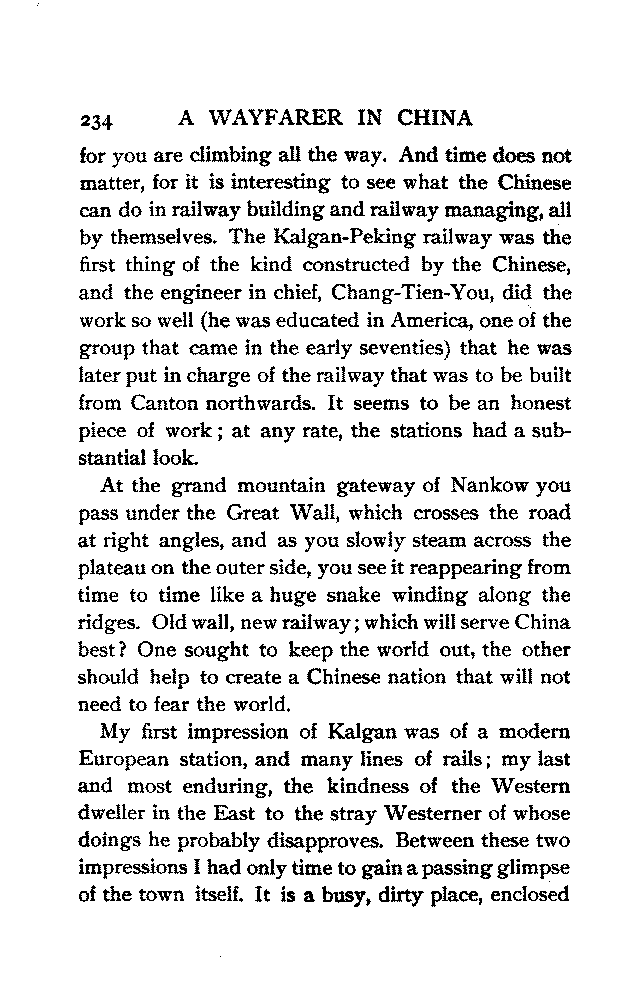 234 A WAYFARER IN CHINA
for you are climbing all the way. And time does not
matter, for it is interesting to see what the Chinese
can do in railway building and railway managing, all
by themselves. The Kalgan-Peking railway was the
first thing of the kind constructed by the Chinese,
and the engineer in chief, Chang-Tien-You, did the
work so well (he was educated in America, one of the
group that came in the early seventies) that he was
later put in charge of the railway that was to be built
from Canton northwards. It seems to be an honest
piece of work; at any rate, the stations had a sub-
stantial look.
At the grand mountain gateway of Nankow you
pass under the Great Wall, which crosses the road
at right angles, and as you slowly steam across the
plateau on the outer side, you see it reappearing from
time to time like a huge snake winding along the
ridges. Old wall, new railway; which will serve China
best? One sought to keep the world out, the other
should help to create a Chinese nation that will not
need to fear the world.
My first impression of Kalgan was of a modern
European station, and many lines of rails; my last
and most enduring, the kindness of the Western
dweller in the East to the stray Westerner of whose
doings he probably disapproves. Between these two
impressions I had only time to gain a passing glimpse
of the town itself. It is a busy, dirty place, enclosed